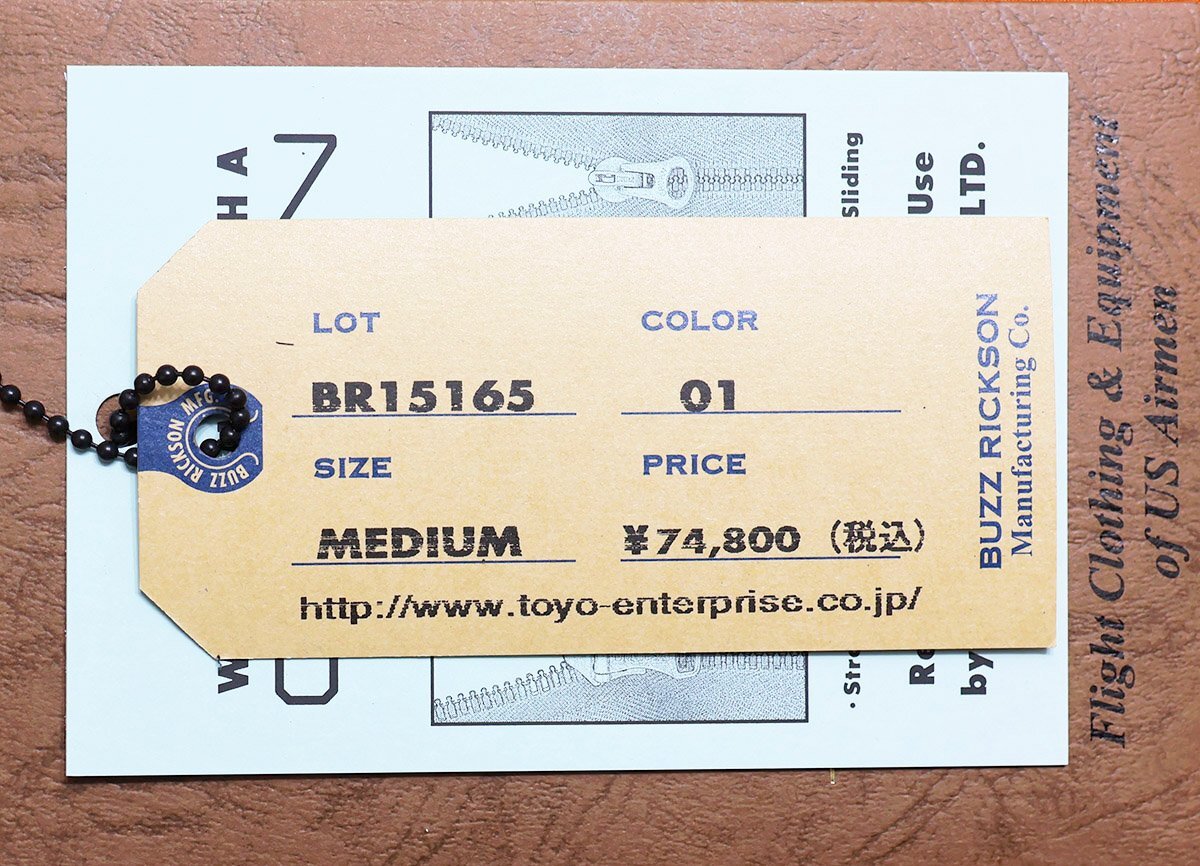 LOT
COLOR
BR15165
01
SIZE
PRICE
MEDIUM
¥74,800 (税込)
http://www.toyo-enterprise.co.jp/
BUZZ RICKSON
Manufacturing Co.
BUZZ RICKSON MFG.
H A
Sliding
Use
LTD.
by
Flight Clothing & Equipment
of US Airmen